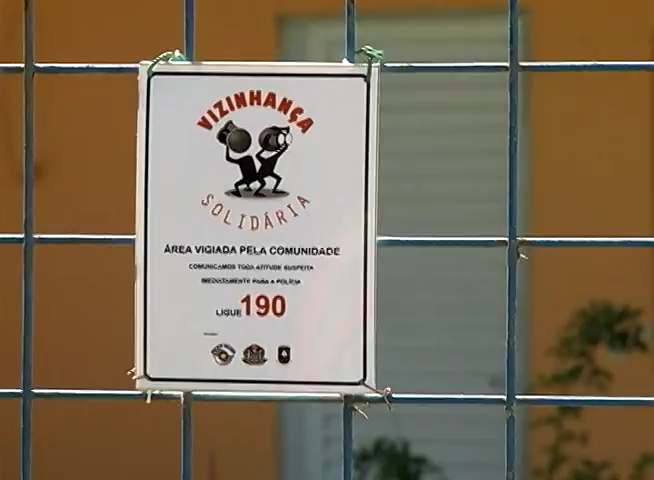 VIZINHANÇA
SOLIDÁRIA
ÁREA VIGIADA PELA COMUNIDADE
COMUNICAMOS TODA ATITUDE SUSPEITA
IMEDIATAMENTE PARA A POLÍCIA
LIGUE 190